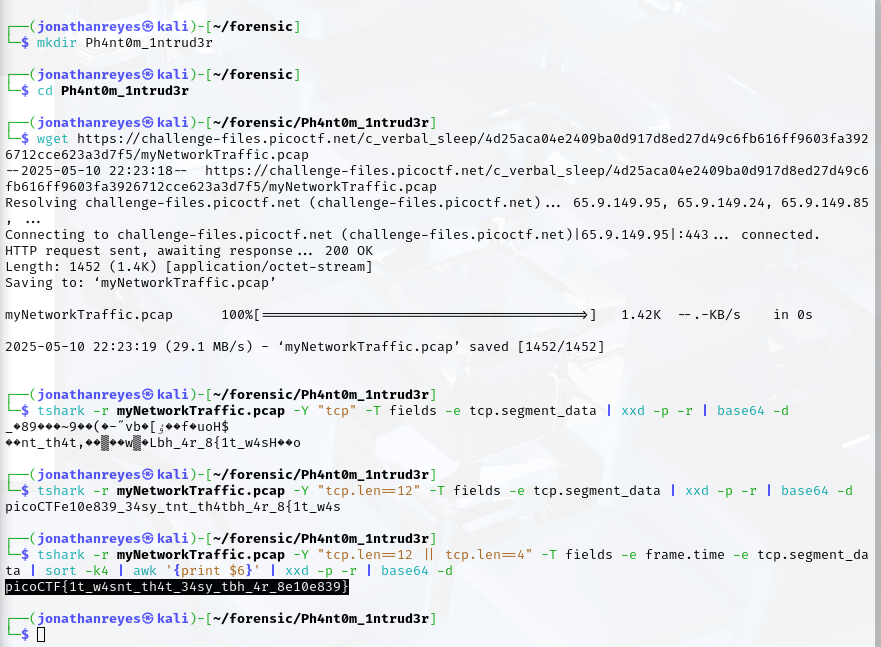 ┌──(jonathanreyes㉿kali)-[~/forensic]
└─$ mkdir Ph4nt0m_1ntrud3r
┌──(jonathanreyes㉿kali)-[~/forensic]
└─$ cd Ph4nt0m_1ntrud3r
┌──(jonathanreyes㉿kali)-[~/forensic/Ph4nt0m_1ntrud3r]
└─$ wget https://challenge-files.picoctf.net/c_verbal_sleep/4d25aca04e2409ba0d917d8ed27d49c6fb616ff9603fa392
6712cce623a3d7f5/myNetworkTraffic.pcap
--2025-05-10 22:23:18--  https://challenge-files.picoctf.net/c_verbal_sleep/4d25aca04e2409ba0d917d8ed27d49c6
fb616ff9603fa3926712cce623a3d7f5/myNetworkTraffic.pcap
Resolving challenge-files.picoctf.net (challenge-files.picoctf.net)... 65.9.149.95, 65.9.149.24, 65.9.149.85
, ...
Connecting to challenge-files.picoctf.net (challenge-files.picoctf.net)|65.9.149.95|:443... connected.
HTTP request sent, awaiting response... 200 OK
Length: 1452 (1.4K) [application/octet-stream]
Saving to: ‘myNetworkTraffic.pcap’
myNetworkTraffic.pcap      100%[=========================================>]   1.42K  --.-KB/s    in 0s
2025-05-10 22:23:19 (29.1 MB/s) - ‘myNetworkTraffic.pcap’ saved [1452/1452]
┌──(jonathanreyes㉿kali)-[~/forensic/Ph4nt0m_1ntrud3r]
└─$ tshark -r myNetworkTraffic.pcap -Y "tcp" -T fields -e tcp.segment_data | xxd -p -r | base64 -d
_�89���~9��(�-˝vb�[��f�uoH$
��nt_th4t,��▒��w▒�Lbh_4r_8{1t_w4sH��o
┌──(jonathanreyes㉿kali)-[~/forensic/Ph4nt0m_1ntrud3r]
└─$ tshark -r myNetworkTraffic.pcap -Y "tcp.len==12" -T fields -e tcp.segment_data | xxd -p -r | base64 -d
picoCTFe10e839_34sy_tnt_th4tbh_4r_8{1t_w4s
┌──(jonathanreyes㉿kali)-[~/forensic/Ph4nt0m_1ntrud3r]
└─$ tshark -r myNetworkTraffic.pcap -Y "tcp.len==12 || tcp.len==4" -T fields -e frame.time -e tcp.segment_da
ta | sort -k4 | awk '{print $6}' | xxd -p -r | base64 -d
picoCTF{1t_w4snt_th4t_34sy_tbh_4r_8e10e839}
┌──(jonathanreyes㉿kali)-[~/forensic/Ph4nt0m_1ntrud3r]
└─$